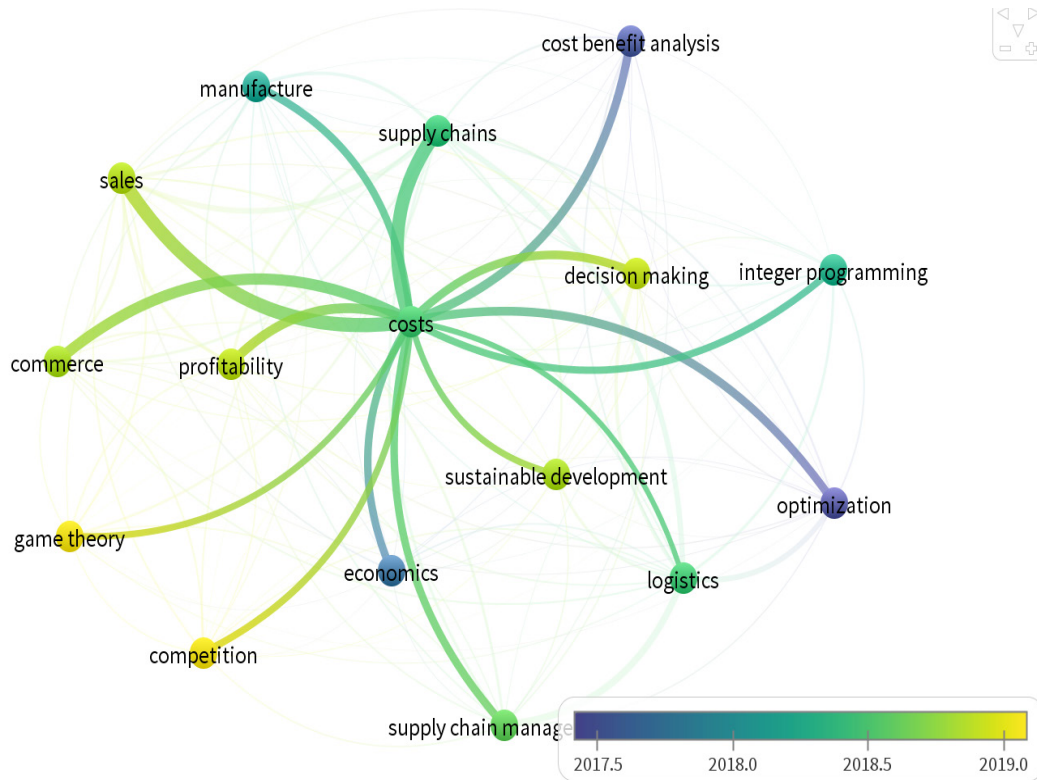 cost benefit analysis
manufacture
supply chains
sales
decision making
integer programming
costs
commerce
profitability
sustainable development
optimization
game theory
economics
logistics
competition
supply chain manage
2017.5
2018.0
2018.5
2019.0